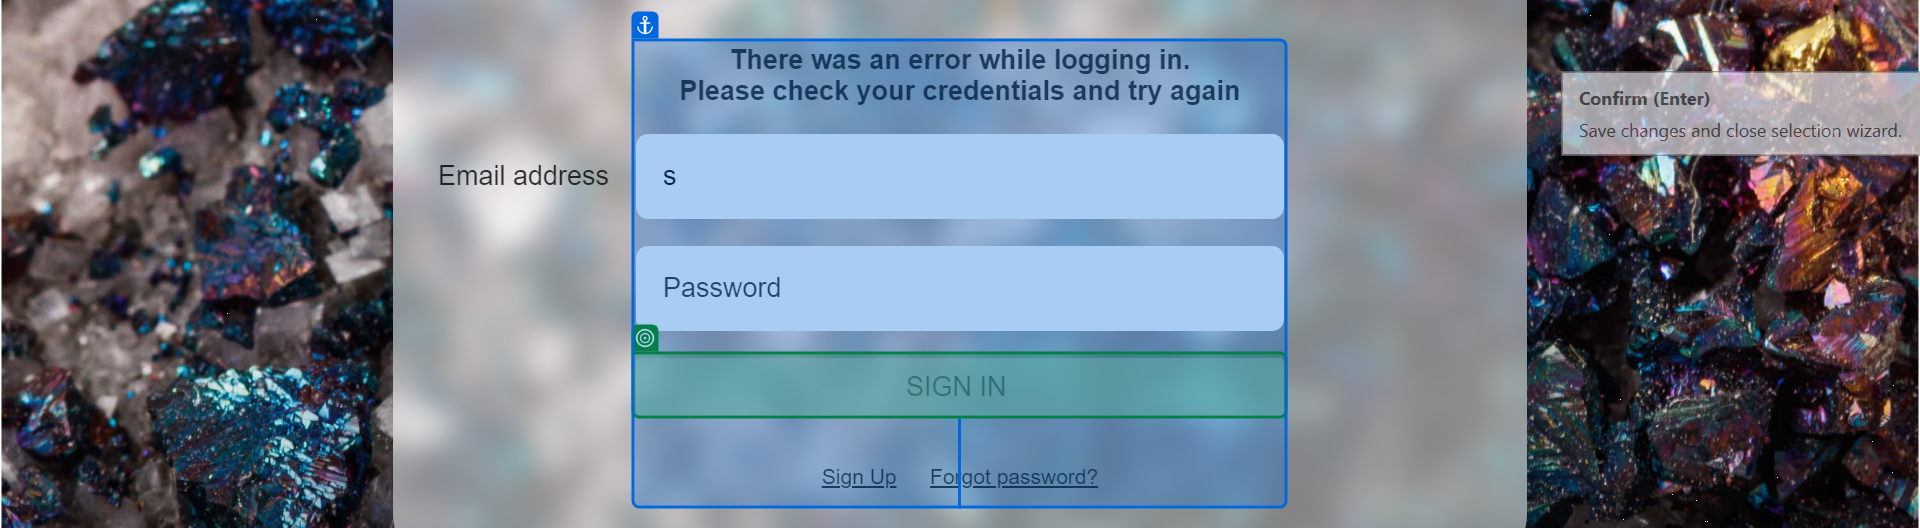 There was an error while logging in.
Please check your credentials and try again
Confirm (Enter)
Save changes and close selection wizard.
Email address
s
Password
SIGN IN
Sign Up
Forgot password?